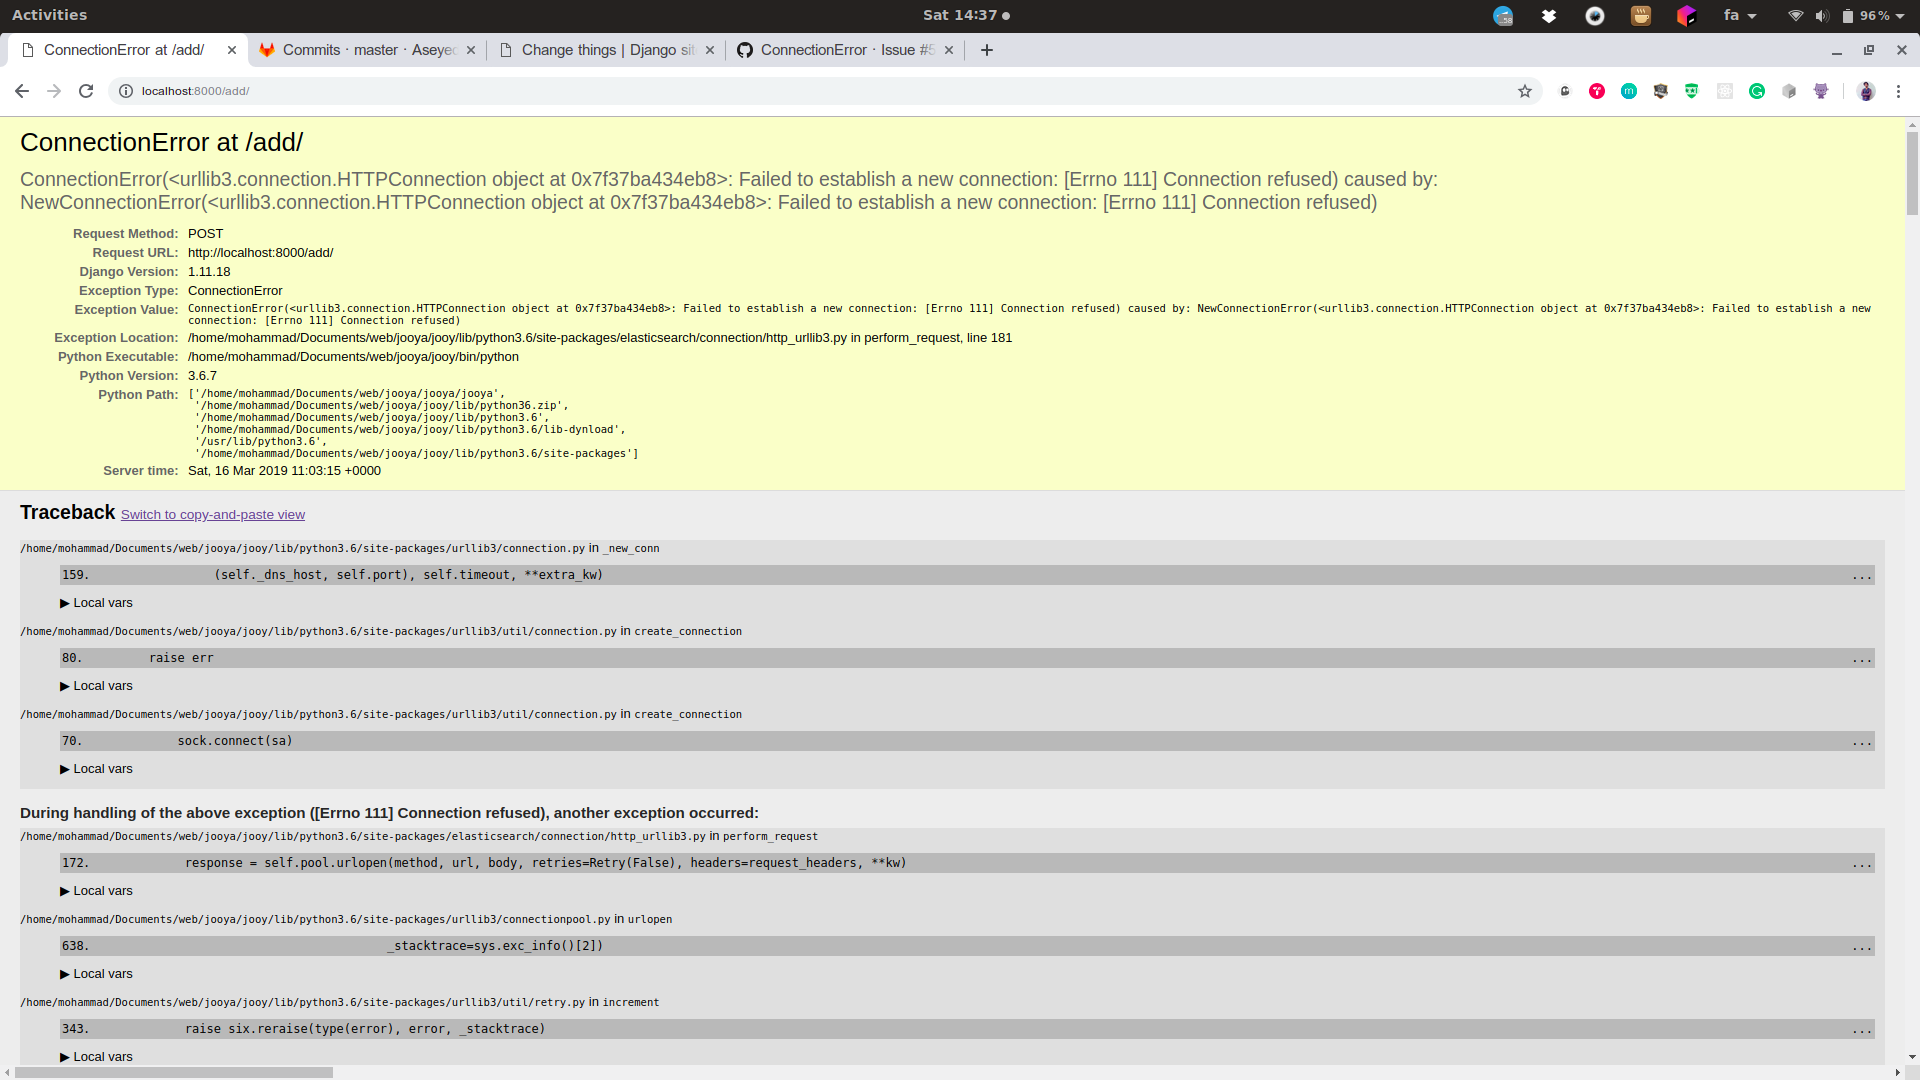 Activities
Sat 14:37
58
fa
96 %
ConnectionError at /add/
Commits · master · Aseyed
Change things | Django sit
ConnectionError · Issue #5
localhost:8000/add/
ConnectionError at /add/
ConnectionError(<urllib3.connection.HTTPConnection object at 0x7f37ba434eb8>: Failed to establish a new connection: [Errno 111] Connection refused) caused by:
NewConnectionError(<urllib3.connection.HTTPConnection object at 0x7f37ba434eb8>: Failed to establish a new connection: [Errno 111] Connection refused)
Request Method: POST
Request URL: http://localhost:8000/add/
Django Version: 1.11.18
Exception Type: ConnectionError
Exception Value: ConnectionError(<urllib3.connection.HTTPConnection object at 0x7f37ba434eb8>: Failed to establish a new connection: [Errno 111] Connection refused) caused by: NewConnectionError(<urllib3.connection.HTTPConnection object at 0x7f37ba434eb8>: Failed to establish a new
connection: [Errno 111] Connection refused)
Exception Location: /home/mohammad/Documents/web/jooya/jooy/lib/python3.6/site-packages/elasticsearch/connection/http_urllib3.py in perform_request, line 181
Python Executable: /home/mohammad/Documents/web/jooya/jooy/bin/python
Python Version: 3.6.7
Python Path: ['/home/mohammad/Documents/web/jooya/jooya/jooya',
'/home/mohammad/Documents/web/jooya/jooy/lib/python36.zip',
'/home/mohammad/Documents/web/jooya/jooy/lib/python3.6',
'/home/mohammad/Documents/web/jooya/jooy/lib/python3.6/lib-dynload',
'/usr/lib/python3.6',
'/home/mohammad/Documents/web/jooya/jooy/lib/python3.6/site-packages']
Server time: Sat, 16 Mar 2019 11:03:15 +0000
Traceback Switch to copy-and-paste view
/home/mohammad/Documents/web/jooya/jooy/lib/python3.6/site-packages/urllib3/connection.py in _new_conn
159. (self._dns_host, self.port), self.timeout, **extra_kw) ...
▶ Local vars
/home/mohammad/Documents/web/jooya/jooy/lib/python3.6/site-packages/urllib3/util/connection.py in create_connection
80. raise err ...
▶ Local vars
/home/mohammad/Documents/web/jooya/jooy/lib/python3.6/site-packages/urllib3/util/connection.py in create_connection
70. sock.connect(sa) ...
▶ Local vars
During handling of the above exception ([Errno 111] Connection refused), another exception occurred:
/home/mohammad/Documents/web/jooya/jooy/lib/python3.6/site-packages/elasticsearch/connection/http_urllib3.py in perform_request
172. response = self.pool.urlopen(method, url, body, retries=Retry(False), headers=request_headers, **kw) ...
▶ Local vars
/home/mohammad/Documents/web/jooya/jooy/lib/python3.6/site-packages/urllib3/connectionpool.py in urlopen
638. _stacktrace=sys.exc_info()[2]) ...
▶ Local vars
/home/mohammad/Documents/web/jooya/jooy/lib/python3.6/site-packages/urllib3/util/retry.py in increment
343. raise six.reraise(type(error), error, _stacktrace) ...
▶ Local vars